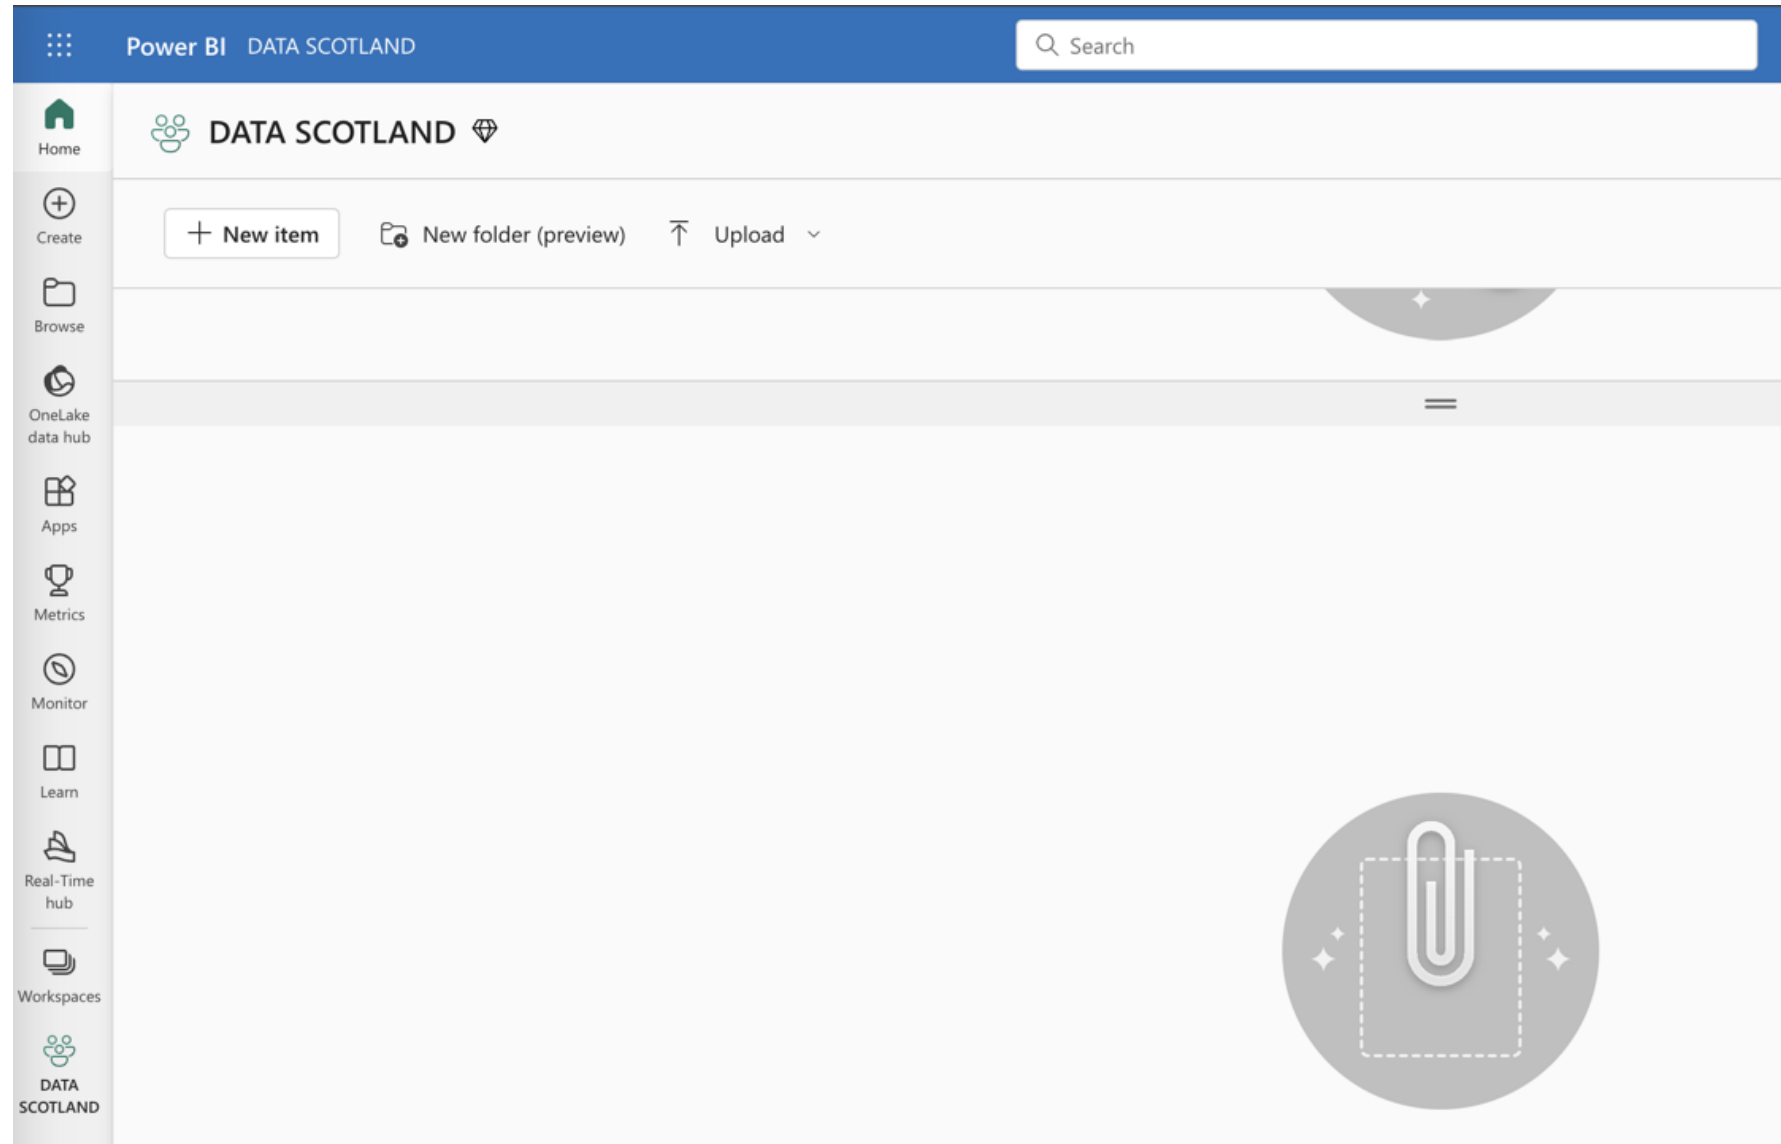 Power BI DATA SCOTLAND
Search
Home
DATA SCOTLAND
Create
New item
New folder (preview)
Upload
Browse
OneLake
data hub
Apps
Metrics
Monitor
Learn
Real-Time
hub
Workspaces
DATA
SCOTLAND